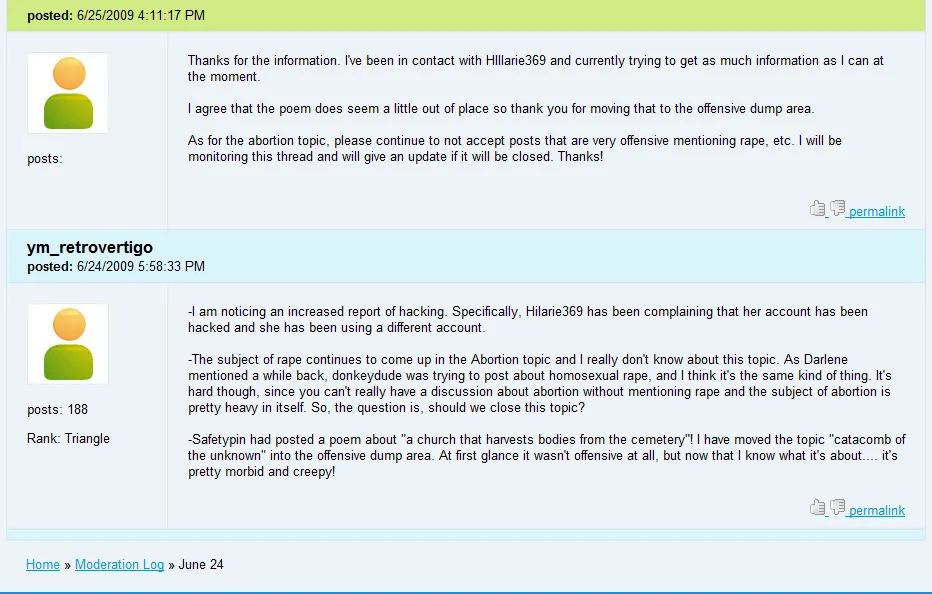 posted: 6/25/2009 4:11:17 PM
Thanks for the information. I've been in contact with HIllarie369 and currently trying to get as much information as I can at
the moment.
I agree that the poem does seem a little out of place so thank you for moving that to the offensive dump area.
As for the abortion topic, please continue to not accept posts that are very offensive mentioning rape, etc. I will be
monitoring this thread and will give an update if it will be closed. Thanks!
posts:
permalink
ym_retrovertigo
posted: 6/24/2009 5:58:33 PM
-I am noticing an increased report of hacking. Specifically, Hilarie369 has been complaining that her account has been
hacked and she has been using a different account.
-The subject of rape continues to come up in the Abortion topic and I really don't know about this topic. As Darlene
mentioned a while back, donkeydude was trying to post about homosexual rape, and I think it's the same kind of thing. It's
hard though, since you can't really have a discussion about abortion without mentioning rape and the subject of abortion is
pretty heavy in itself. So, the question is, should we close this topic?
-Safetypin had posted a poem about "a church that harvests bodies from the cemetery"! I have moved the topic "catacomb of
the unknown" into the offensive dump area. At first glance it wasn't offensive at all, but now that I know what it's about.... it's
pretty morbid and creepy!
posts: 188
Rank: Triangle
permalink
Home » Moderation Log » June 24